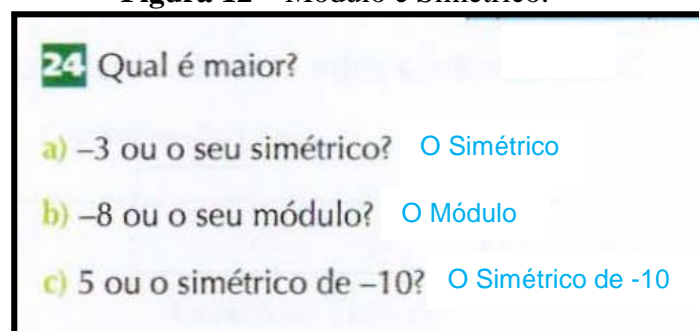 Figura 12 – Módulo e Simétrico.
24 Qual é maior?
a) –3 ou o seu simétrico? O Simétrico
b) –8 ou o seu módulo? O Módulo
c) 5 ou o simétrico de –10? O Simétrico de -10